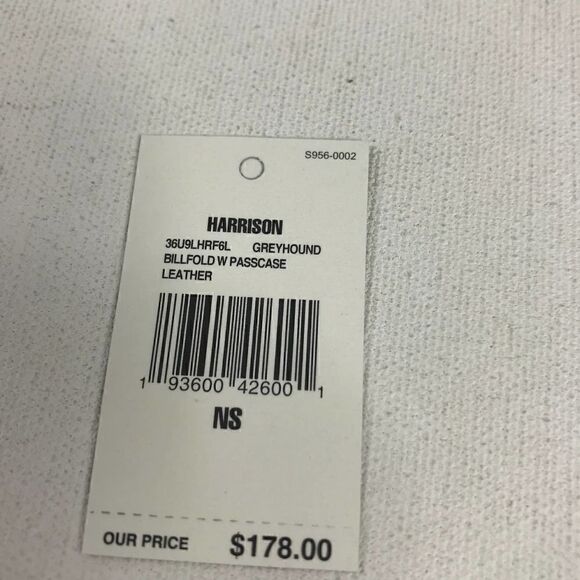 S956-0002
HARRISON
36U9LHRF6L GREYHOUND
BILLFOLD W PASSCASE
LEATHER
1 93600 42600 1
NS
OUR PRICE $178.00